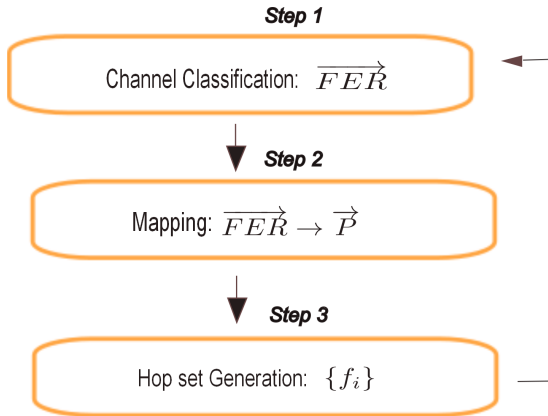 Step 1
Channel Classification: $\overrightarrow{FER}$
Step 2
Mapping: $\overrightarrow{FER} \rightarrow \overrightarrow{P}$
Step 3
Hop set Generation: $\{f_i\}$